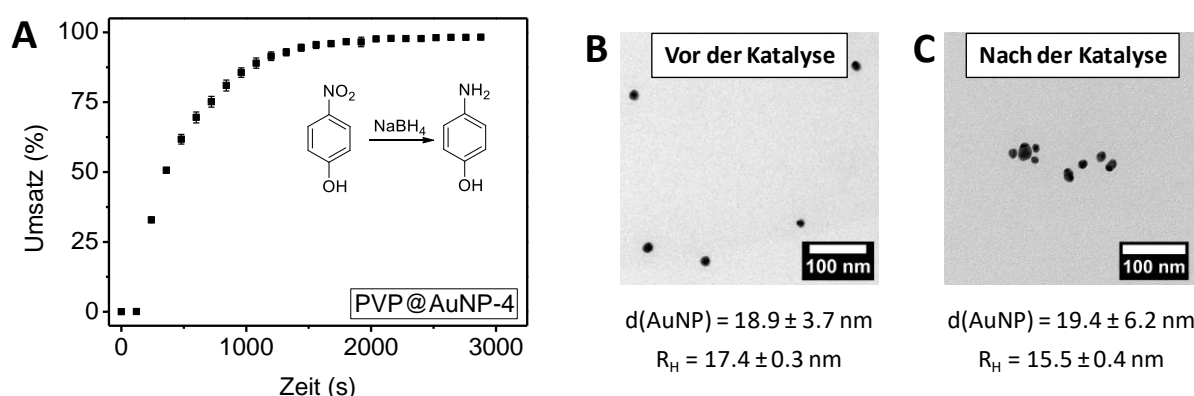 A
Umsatz (%)
100
75
50
25
0
0
1000
2000
3000
Zeit (s)
NO₂
OH
NaBH₄
NH₂
OH
PVP@AuNP-4
B
Vor der Katalyse
100 nm
d(AuNP) = 18.9 ± 3.7 nm
R_H = 17.4 ± 0.3 nm
C
Nach der Katalyse
100 nm
d(AuNP) = 19.4 ± 6.2 nm
R_H = 15.5 ± 0.4 nm